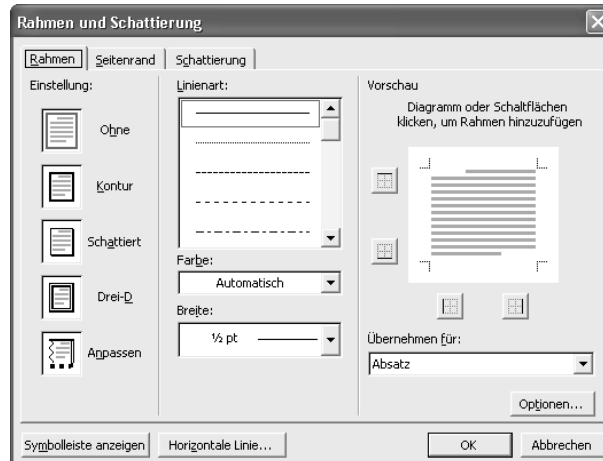 Rahmen und Schattierung
Rahmen
Seitenrand
Schattierung
Einstellung:
Ohne
Kontur
Schattiert
Drei-D
Anpassen
Linienart:
Farbe:
Automatisch
Breite:
½ pt
Vorschau
Diagramm oder Schaltflächen
klicken, um Rahmen hinzuzufügen
Übernehmen für:
Absatz
Optionen...
Symbolleiste anzeigen
Horizontale Linie...
OK
Abbrechen